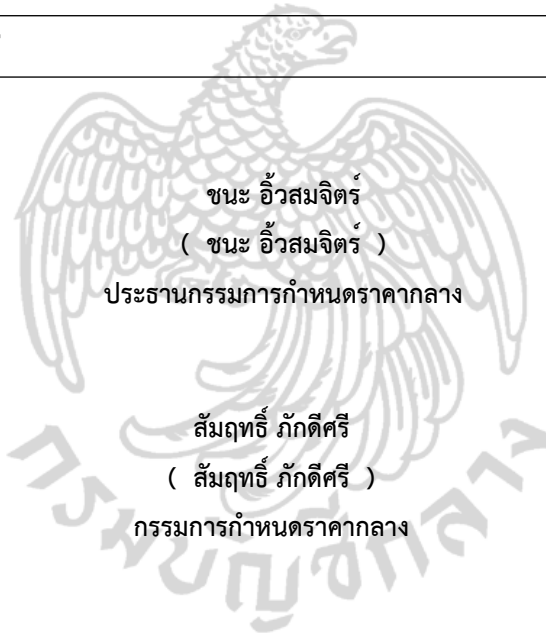 ชนะ อิ้วสมจิตร์
( ชนะ อิ้วสมจิตร์ )
ประธานกรรมการกำหนดราคากลาง
สัมฤทธิ์ ภักดีศรี
( สัมฤทธิ์ ภักดีศรี )
กรรมการกำหนดราคากลาง
กรมบัญชีกลาง